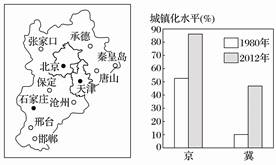 承德
张家口
秦皇岛
北京
唐山
保定
天津
石家庄
沧州
邢台
邯郸
城镇化水平(%)
90
80
70
60
50
40
30
20
10
0
1980年
2012年
京
冀